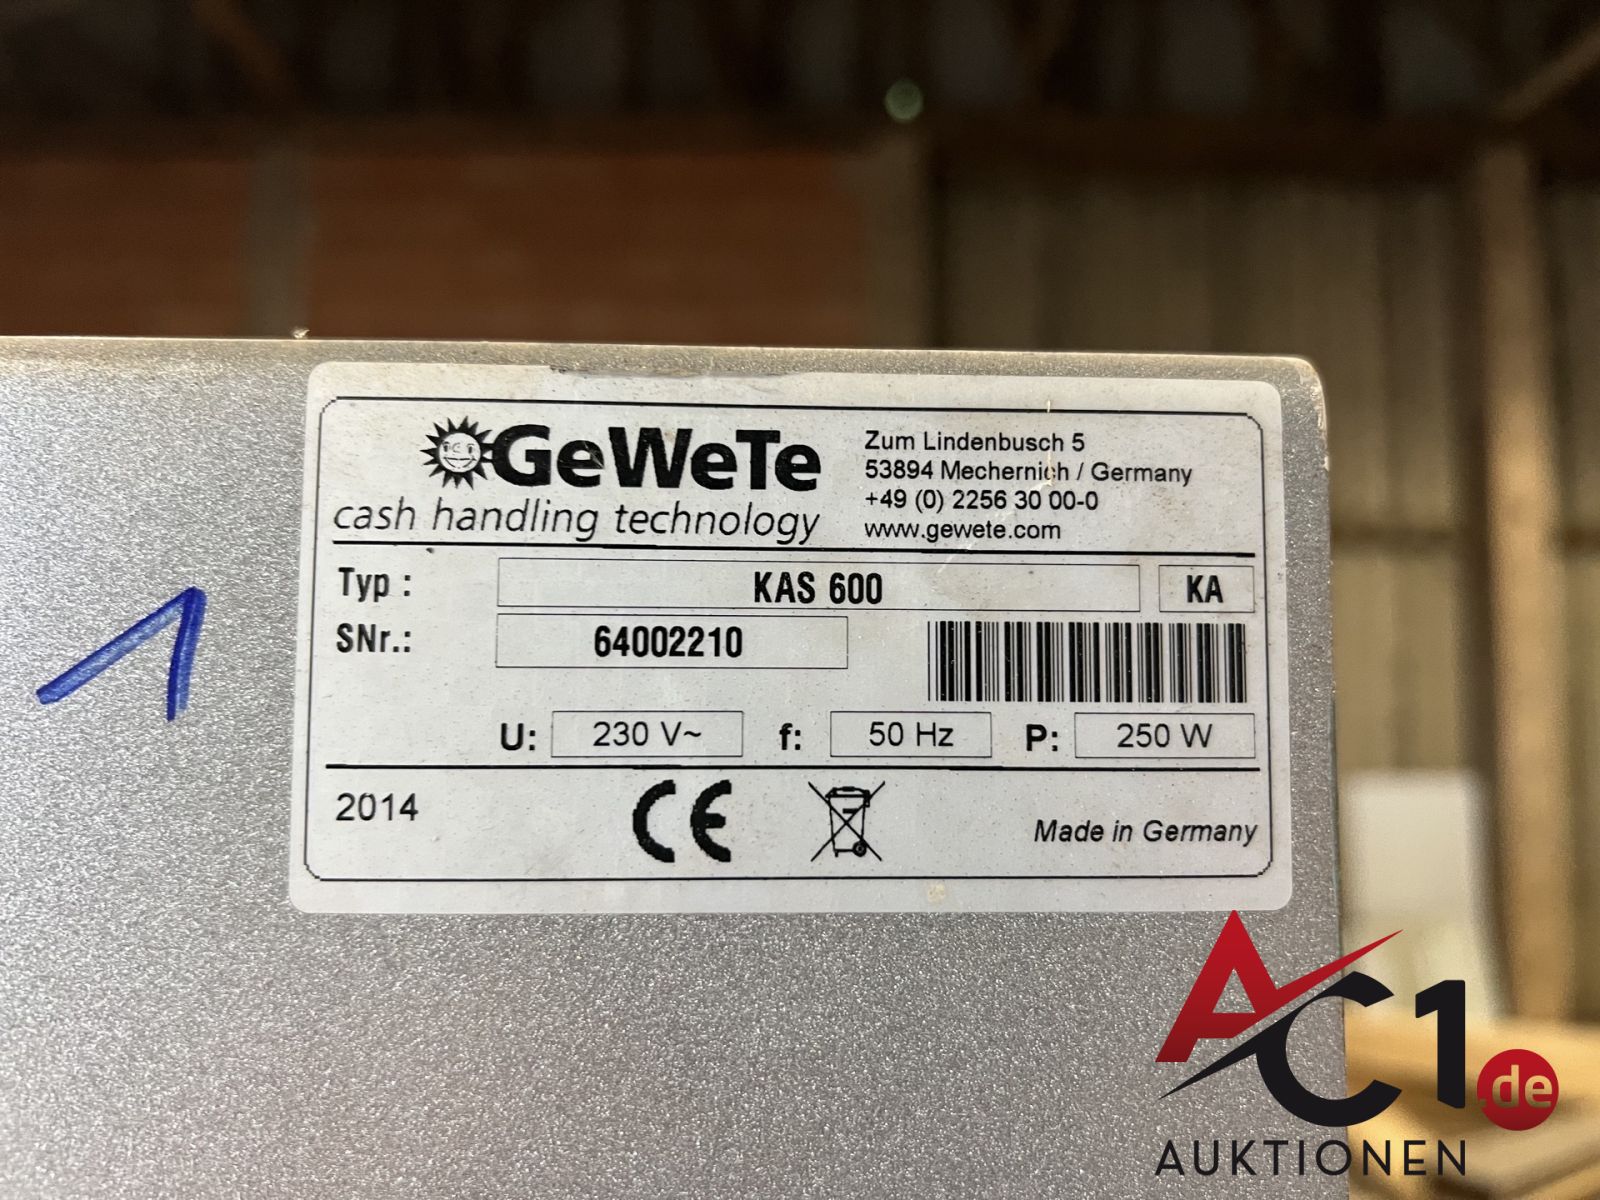 GeWeTe
cash handling technology
Zum Lindenbusch 5
53894 Mechernich / Germany
+49 (0) 2256 30 00-0
www.gewete.com
Typ : KAS 600 KA
SNr.: 64002210
U: 230 V~ f: 50 Hz P: 250 W
2014 CE Made in Germany
1
AC1.de
AUKTIONEN